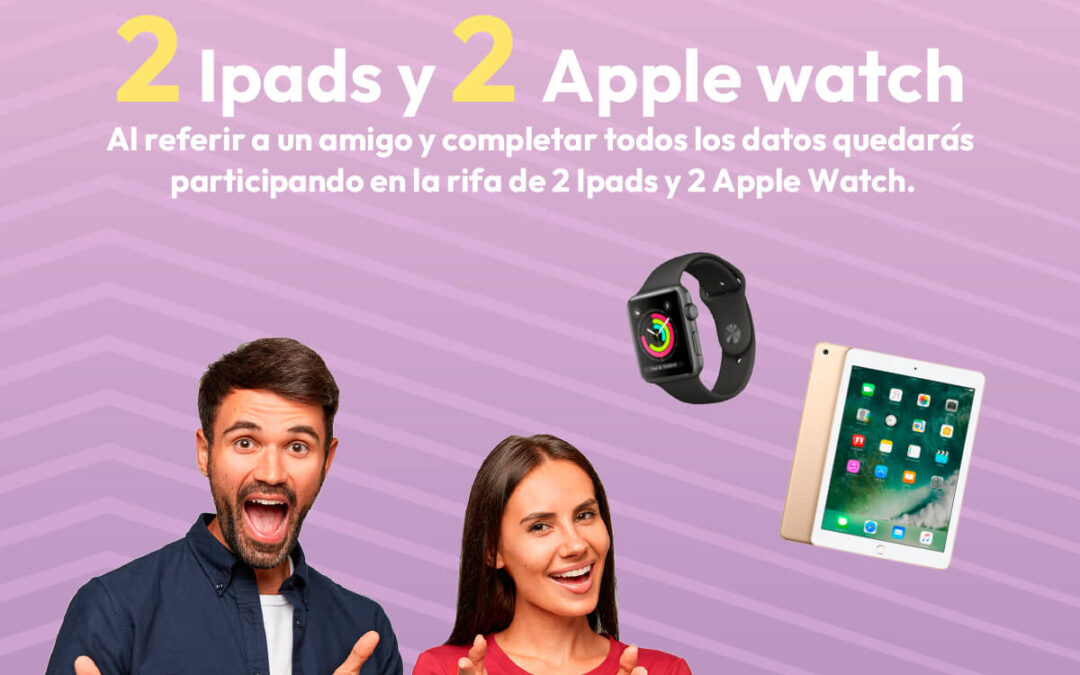 2 Ipads y 2 Apple watch
Al referir a un amigo y completar todos los datos quedarás
participando en la rifa de 2 Ipads y 2 Apple Watch.